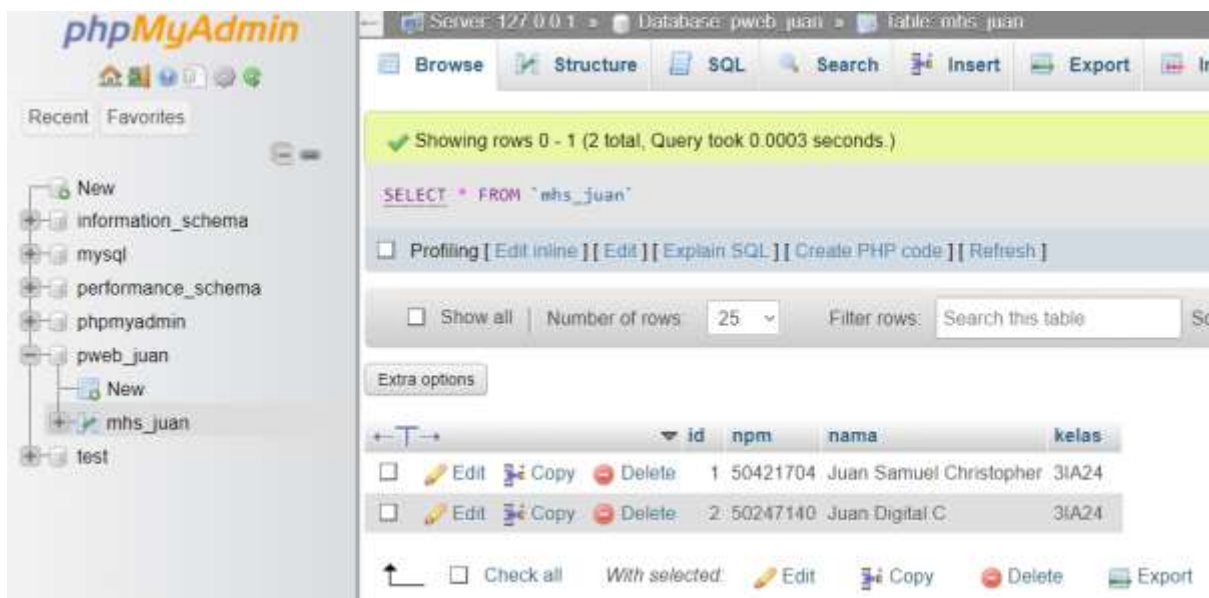 phpMyAdmin
Recent Favorites
New
information_schema
mysql
performance_schema
phpmyadmin
pweb_juan
New
mhs_juan
test
Server: 127.0.0.1 » Database: pweb_juan » Table: mhs_juan
Browse Structure SQL Search Insert Export
Showing rows 0 - 1 (2 total, Query took 0.0003 seconds.)
SELECT * FROM `mhs_juan`
Profiling [ Edit inline ] [ Edit ] [ Explain SQL ] [ Create PHP code ] [ Refresh ]
Show all | Number of rows: 25 Filter rows: Search this table
Extra options
←T→ id npm nama kelas
Edit Copy Delete 1 50421704 Juan Samuel Christopher 3IA24
Edit Copy Delete 2 50247140 Juan Digital C 3IA24
Check all With selected: Edit Copy Delete Export